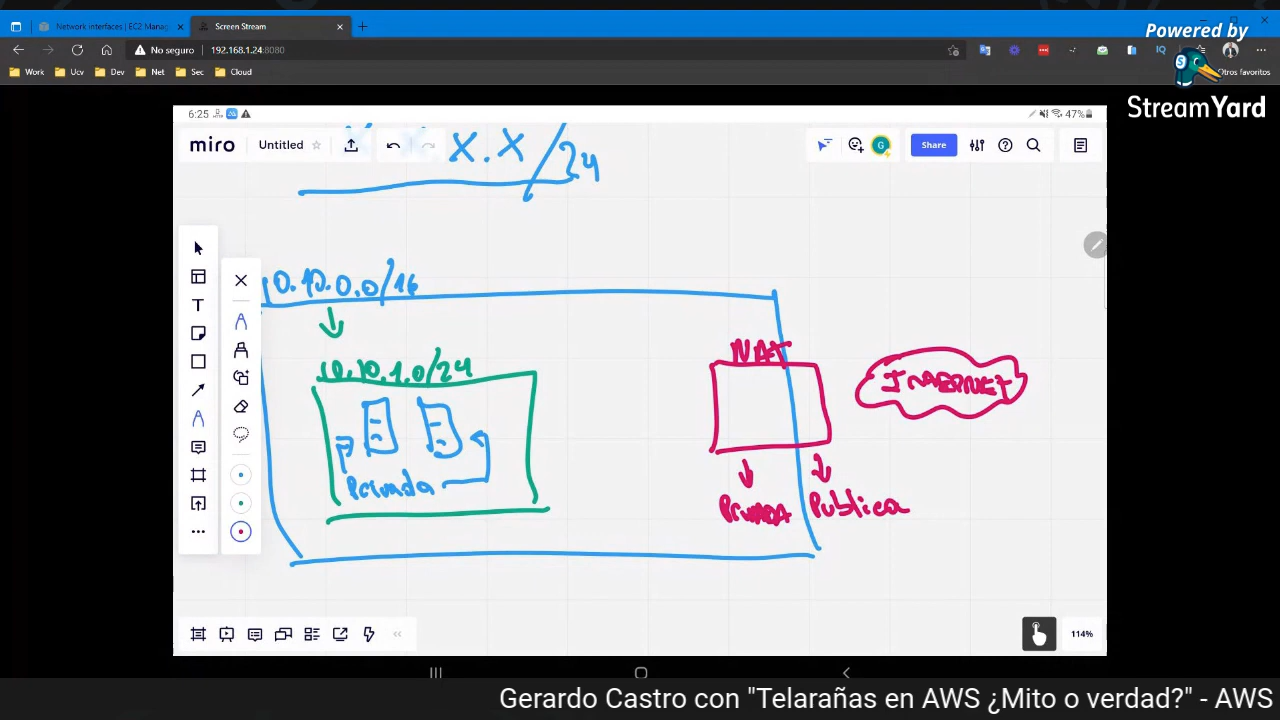 Network interfaces | EC2 Manag
Screen Stream
Powered by
No seguro
192.168.1.24:8080
IQ
Work
Ucv
Dev
Net
Sec
Cloud
Otros favoritos
StreamYard
6:25
47%
miro
Untitled
Share
G
X.X/24
10.10.0.0/16
10.10.1.0/24
NAT
INTERNET
Privada
Privada
Publica
114%
Gerardo Castro con "Telarañas en AWS ¿Mito o verdad?" - AWS